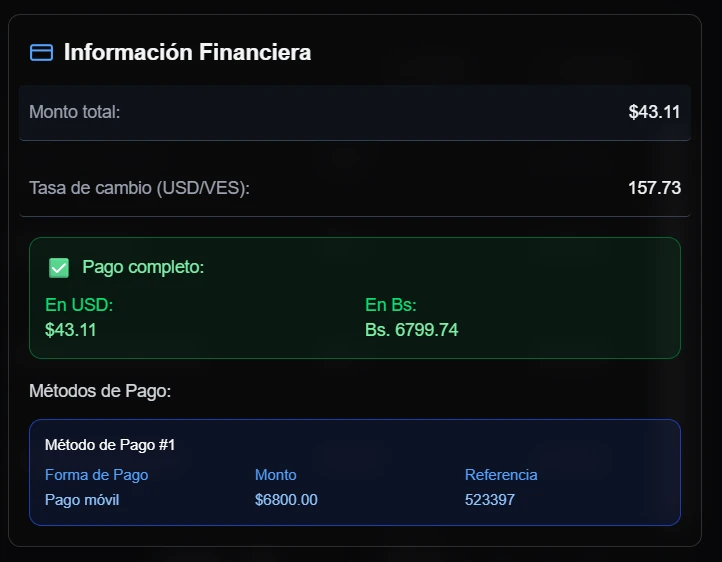 Información Financiera
Monto total: $43.11
Tasa de cambio (USD/VES): 157.73
Pago completo:
En USD: En Bs:
$43.11 Bs. 6799.74
Métodos de Pago:
Método de Pago #1
Forma de Pago Monto Referencia
Pago móvil $6800.00 523397